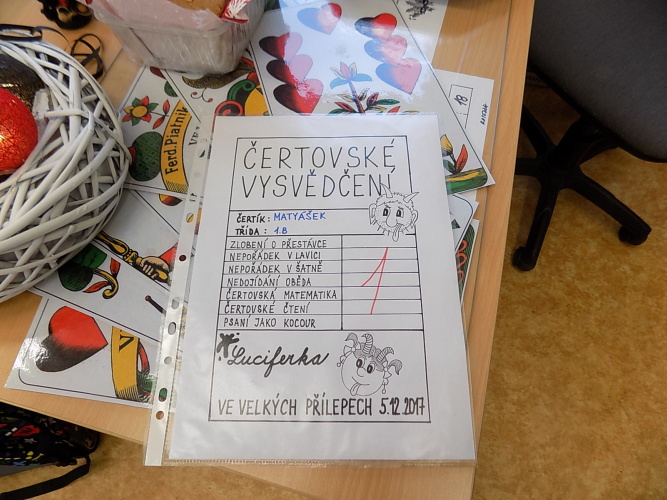 Ferd. Piatnik
18
ČERTOVSKÉ
VYSVĚDČENÍ
ČERTÍK: MATYÁŠEK
TŘÍDA: 1.B
ZLOBENÍ O PŘESTÁVCE
NEPOŘÁDEK V LAVICI
NEPOŘÁDEK V ŠATNĚ
NEDOJÍDÁNÍ OBĚDA
ČERTOVSKÁ MATEMATIKA
ČERTOVSKÉ ČTENÍ
PSANÍ JAKO KOCOUR
1
Luciferka
VE VELKÝCH PŘÍLEPECH 5.12.2017